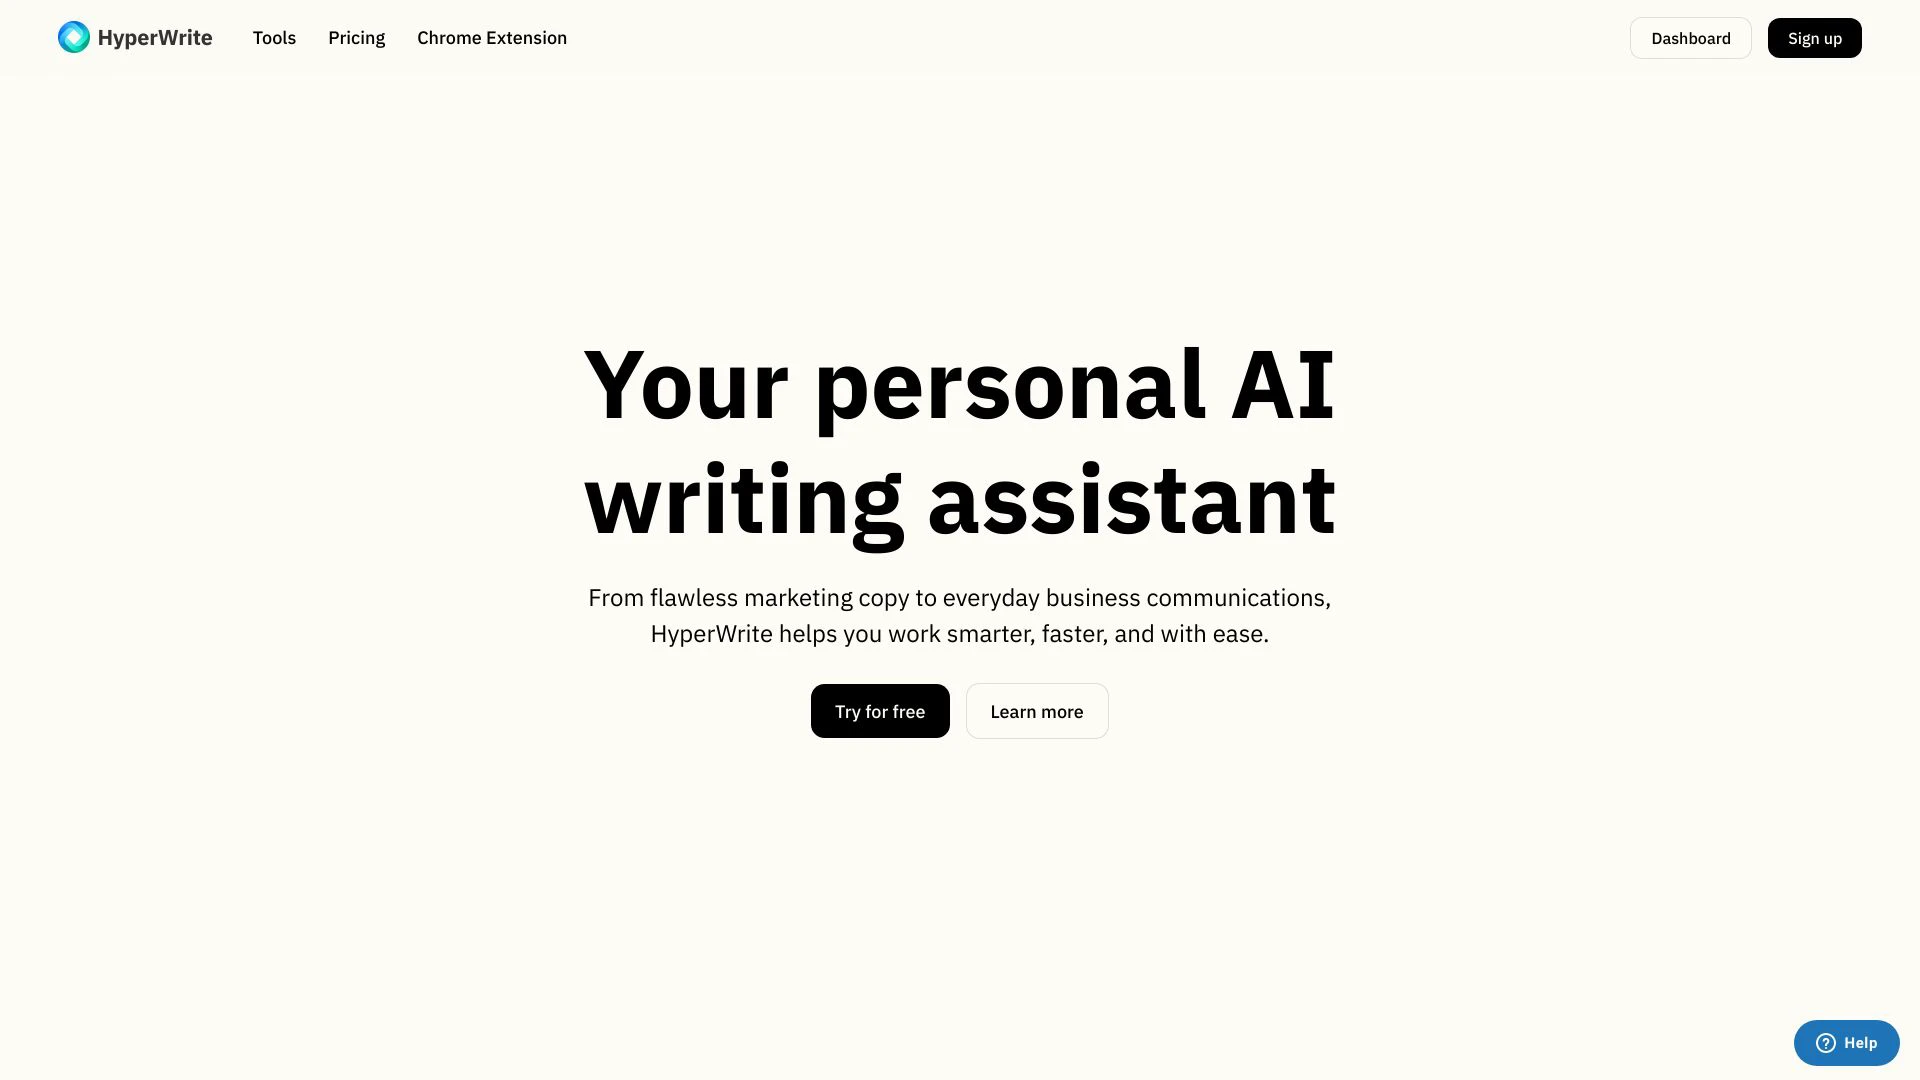 HyperWrite
Tools
Pricing
Chrome Extension
Dashboard
Sign up
Your personal AI
writing assistant
From flawless marketing copy to everyday business communications,
HyperWrite helps you work smarter, faster, and with ease.
Try for free
Learn more
Help